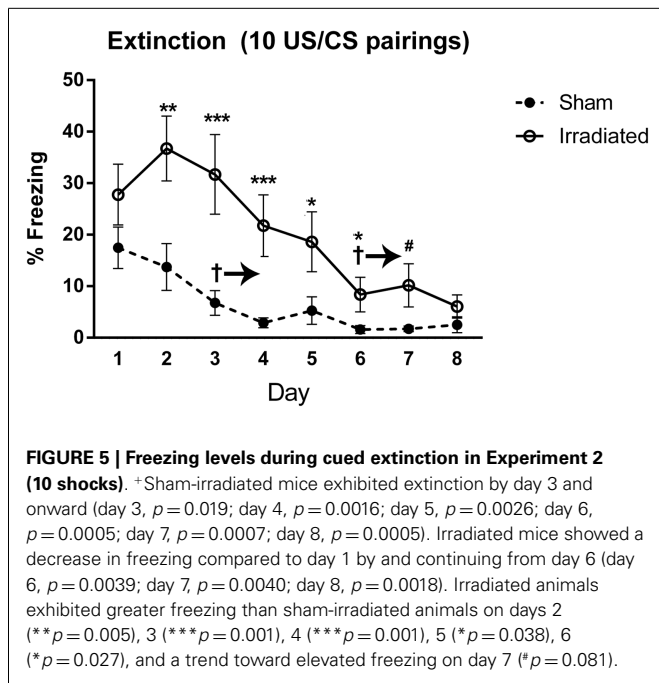 Extinction (10 US/CS pairings)
50
40
30
20
10
0
% Freezing
** *** *** * * #
† †
Sham
Irradiated
1 2 3 4 5 6 7 8
Day
FIGURE 5 | Freezing levels during cued extinction in Experiment 2
(10 shocks). +Sham-irradiated mice exhibited extinction by day 3 and
onward (day 3, p = 0.019; day 4, p = 0.0016; day 5, p = 0.0026; day 6,
p = 0.0005; day 7, p = 0.0007; day 8, p = 0.0005). Irradiated mice showed a
decrease in freezing compared to day 1 by and continuing from day 6 (day
6, p = 0.0039; day 7, p = 0.0040; day 8, p = 0.0018). Irradiated animals
exhibited greater freezing than sham-irradiated animals on days 2
(**p = 0.005), 3 (***p = 0.001), 4 (***p = 0.001), 5 (*p = 0.038), 6
(*p = 0.027), and a trend toward elevated freezing on day 7 (#p = 0.081).